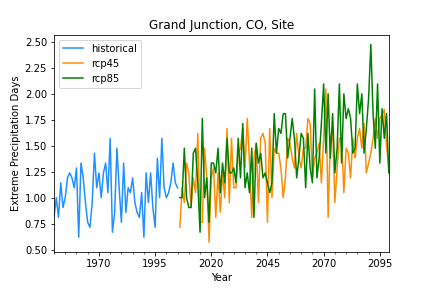 Grand Junction, CO, Site
historical
rcp45
rcp85
Extreme Precipitation Days
2.50
2.25
2.00
1.75
1.50
1.25
1.00
0.75
0.50
1970
1995
2020
2045
2070
2095
Year